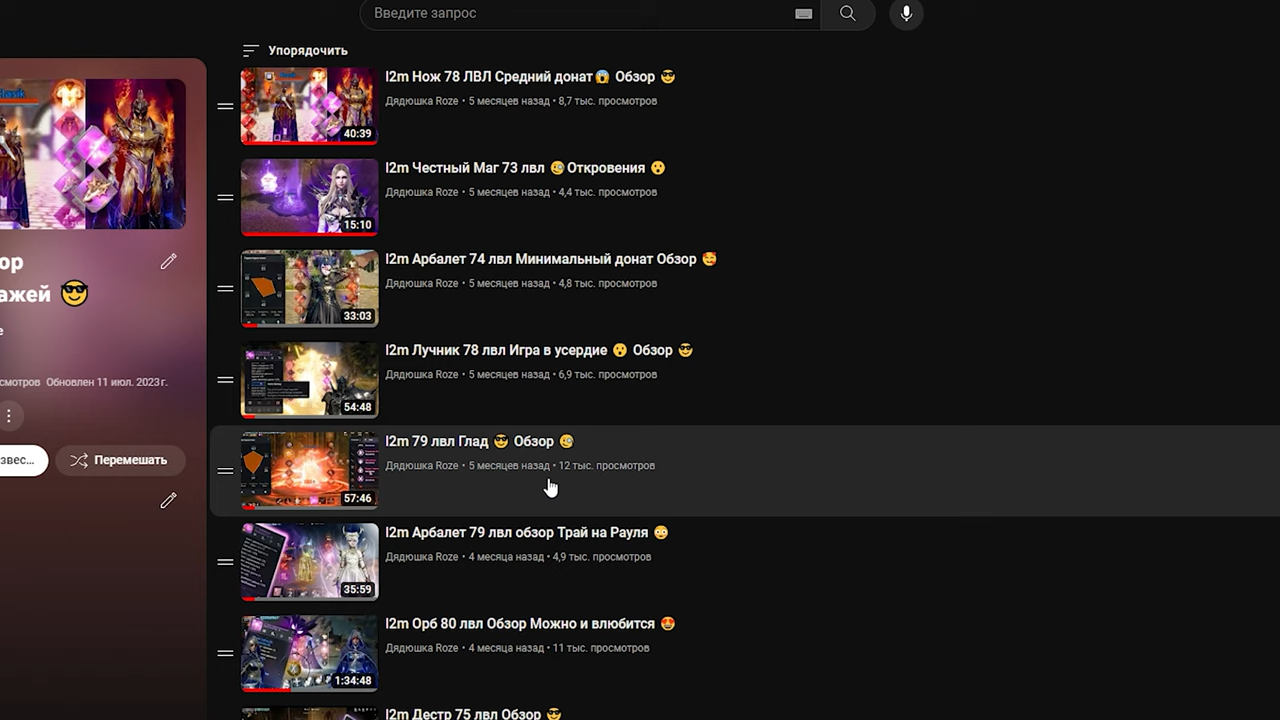 Введите запрос
Упорядочить
l2m Нож 78 ЛВЛ Средний донат😱 Обзор 😎
Дядюшка Roze • 5 месяцев назад • 8,7 тыс. просмотров
40:39
l2m Честный Маг 73 лвл 🧐Откровения 😮
Дядюшка Roze • 5 месяцев назад • 4,4 тыс. просмотров
15:10
l2m Арбалет 74 лвл Минимальный донат Обзор 🥰
Дядюшка Roze • 5 месяцев назад • 4,8 тыс. просмотров
33:03
l2m Лучник 78 лвл Игра в усердие 😮 Обзор 😎
Дядюшка Roze • 5 месяцев назад • 6,9 тыс. просмотров
54:48
l2m 79 лвл Глад 😎 Обзор 🧐
Дядюшка Roze • 5 месяцев назад • 12 тыс. просмотров
57:46
l2m Арбалет 79 лвл обзор Трай на Рауля 😳
Дядюшка Roze • 4 месяца назад • 4,9 тыс. просмотров
35:59
l2m Орб 80 лвл Обзор Можно и влюбится 😍
Дядюшка Roze • 4 месяца назад • 11 тыс. просмотров
1:34:48
l2m Дестр 75 лвл Обзор 😎
ор
ажей 😎
е
смотров Обновлен 11 июл. 2023 г.
звес...
Перемешать